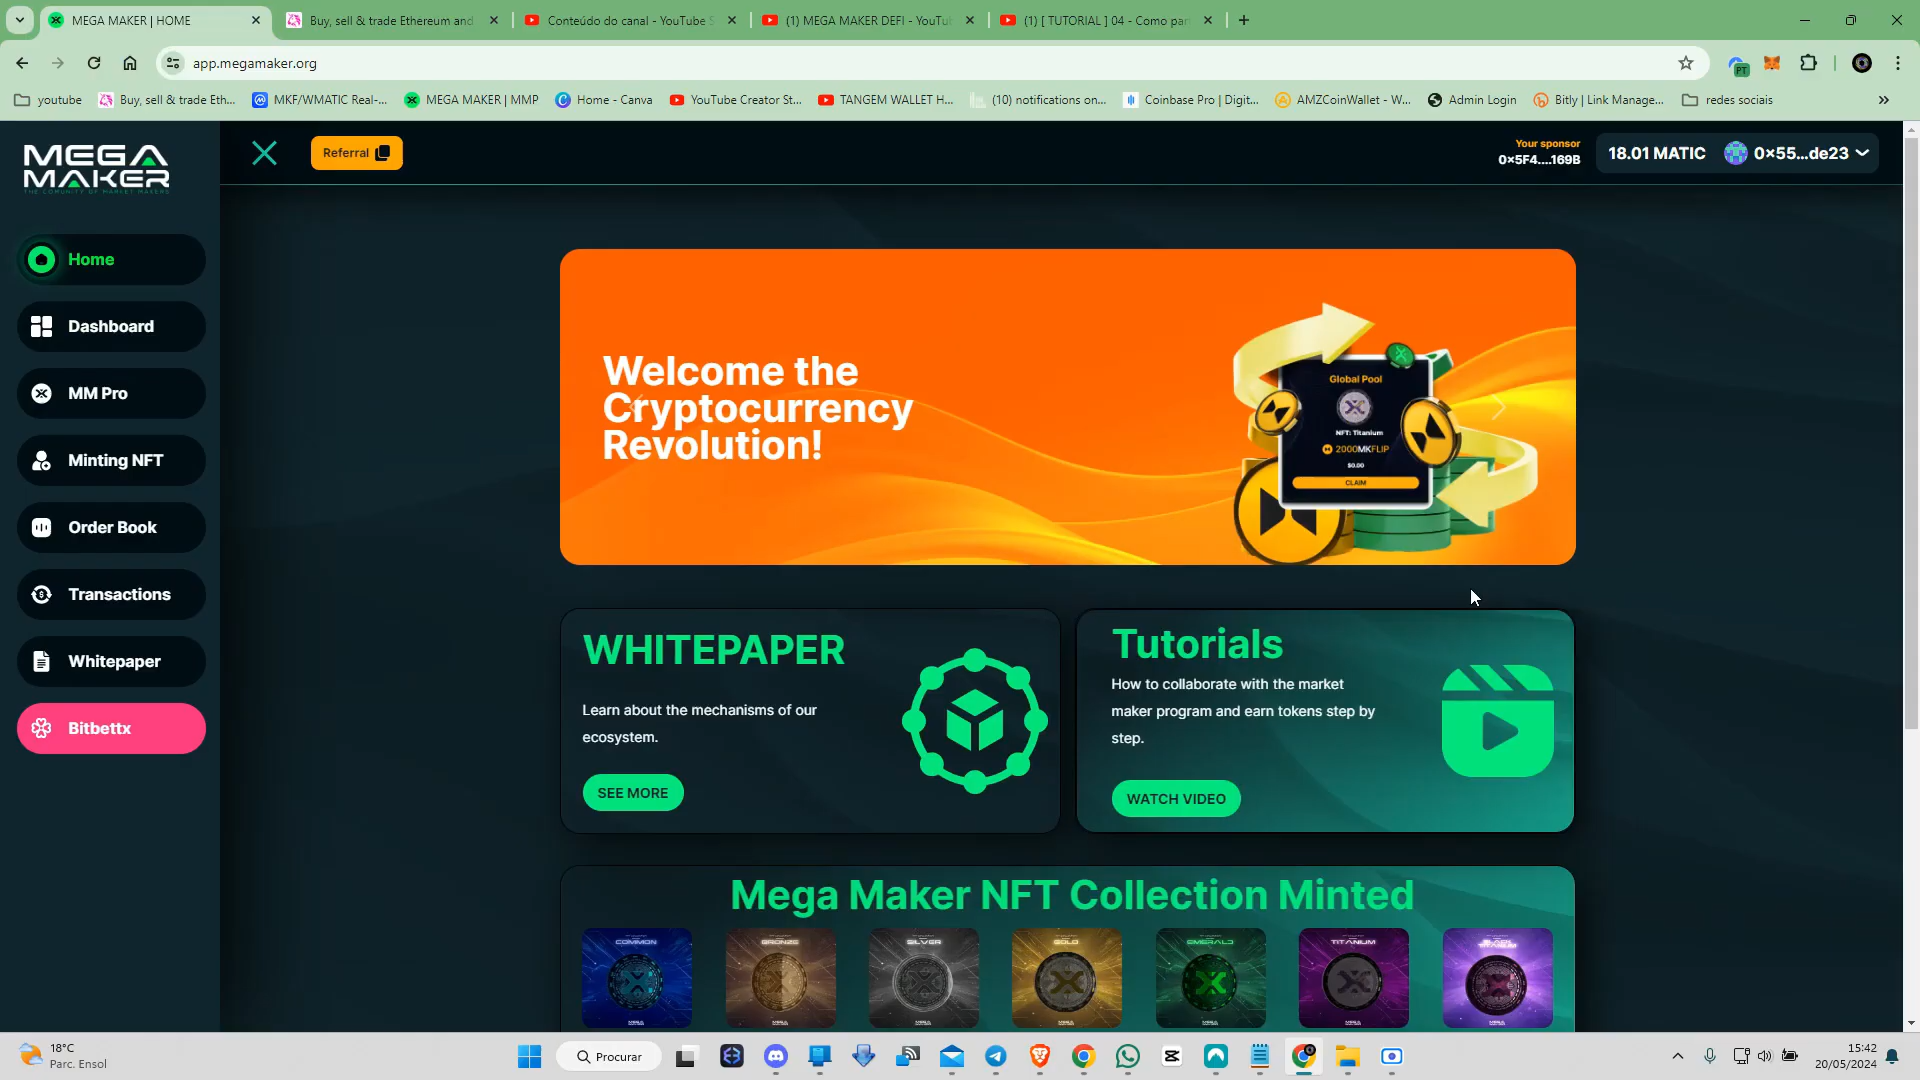 MEGA MAKER | HOME
Buy, sell & trade Ethereum and
Conteúdo do canal - YouTube S
(1) MEGA MAKER DEFI - YouTu
(1) [ TUTORIAL ] 04 - Como par
app.megamaker.org
PT
youtube
Buy, sell & trade Eth...
MKF/WMATIC Real-...
MEGA MAKER | MMP
Home - Canva
YouTube Creator St...
TANGEM WALLET H...
(10) notifications on...
Coinbase Pro | Digit...
AMZCoinWallet - W...
Admin Login
Bitly | Link Manage...
redes sociais
MEGA
MAKER
Referral
Your sponsor
0x5F4....169B
18.01 MATIC
0x55...de23
Home
Dashboard
MM Pro
Minting NFT
Order Book
Transactions
Whitepaper
Bitbettx
Welcome the
Cryptocurrency
Revolution!
Global Pool
NFT: Titanium
2000MKFLIP
$0.00
CLAIM
WHITEPAPER
Learn about the mechanisms of our
ecosystem.
SEE MORE
Tutorials
How to collaborate with the market
maker program and earn tokens step by
step.
WATCH VIDEO
Mega Maker NFT Collection Minted
COMMON
BRONZE
SILVER
GOLD
EMERALD
TITANIUM
BLACK
TITANIUM
18°C
Parc. Ensol
Procurar
15:42
20/05/2024